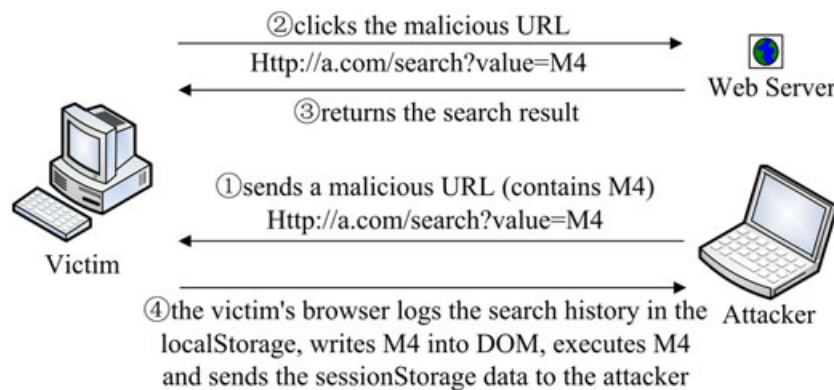 ②clicks the malicious URL
Http://a.com/search?value=M4
Web Server
③returns the search result
①sends a malicious URL (contains M4)
Http://a.com/search?value=M4
Victim
Attacker
④the victim's browser logs the search history in the
localStorage, writes M4 into DOM, executes M4
and sends the sessionStorage data to the attacker